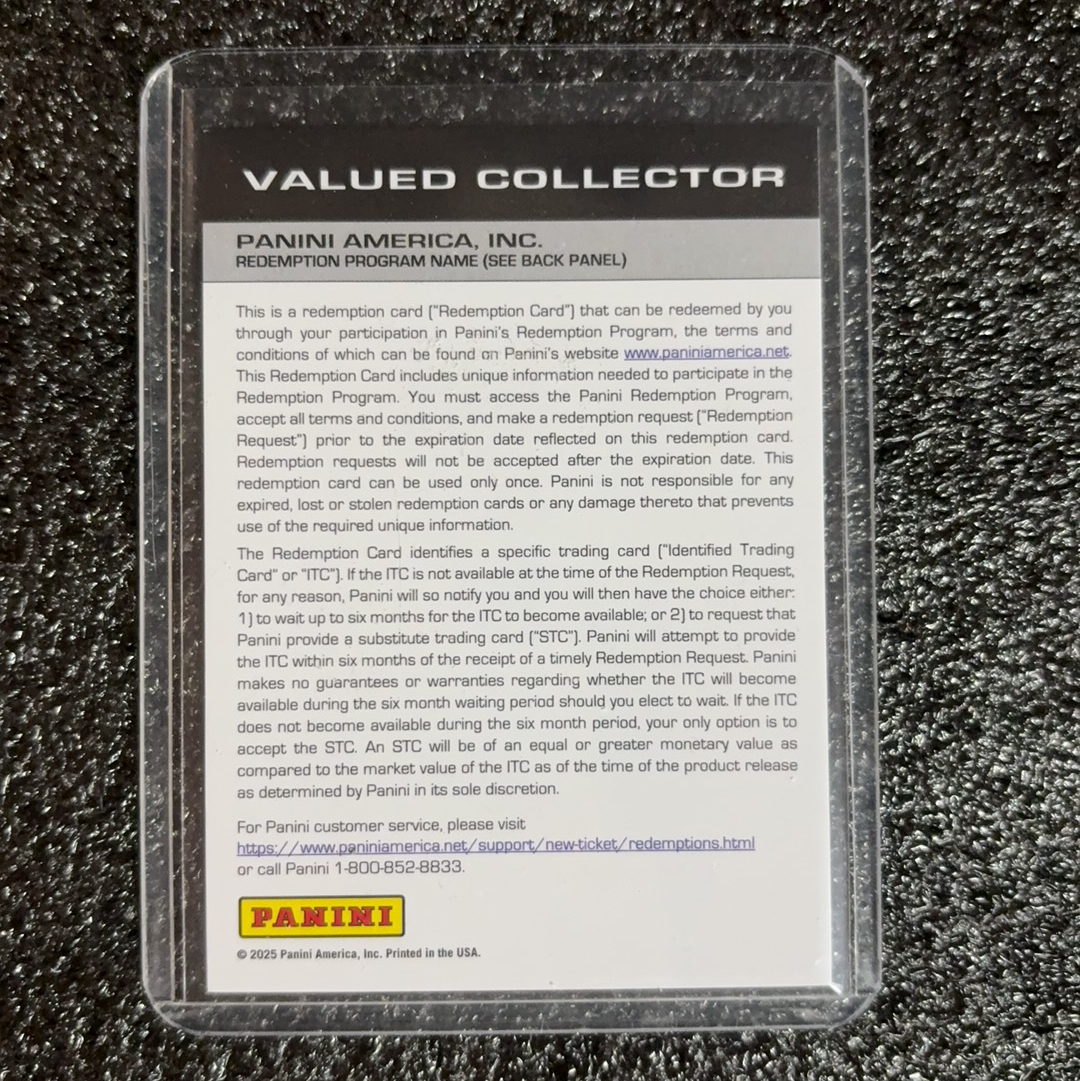 VALUED COLLECTOR
PANINI AMERICA, INC.
REDEMPTION PROGRAM NAME (SEE BACK PANEL)
This is a redemption card ("Redemption Card") that can be redeemed by you
through your participation in Panini's Redemption Program, the terms and
conditions of which can be found on Panini's website www.paniniamerica.net.
This Redemption Card includes unique information needed to participate in the
Redemption Program. You must access the Panini Redemption Program,
accept all terms and conditions, and make a redemption request ("Redemption
Request") prior to the expiration date reflected on this redemption card.
Redemption requests will not be accepted after the expiration date. This
redemption card can be used only once. Panini is not responsible for any
expired, lost or stolen redemption cards or any damage thereto that prevents
use of the required unique information.
The Redemption Card identifies a specific trading card ("Identified Trading
Card" or "ITC"). If the ITC is not available at the time of the Redemption Request,
for any reason, Panini will so notify you and you will then have the choice either:
1) to wait up to six months for the ITC to become available; or 2) to request that
Panini provide a substitute trading card ("STC"). Panini will attempt to provide
the ITC within six months of the receipt of a timely Redemption Request. Panini
makes no guarantees or warranties regarding whether the ITC will become
available during the six month waiting period should you elect to wait. If the ITC
does not become available during the six month period, your only option is to
accept the STC. An STC will be of an equal or greater monetary value as
compared to the market value of the ITC as of the time of the product release
as determined by Panini in its sole discretion.
For Panini customer service, please visit
https://www.paniniamerica.net/support/new-ticket/redemptions.html
or call Panini 1-800-852-8833.
PANINI
© 2025 Panini America, Inc. Printed in the USA.